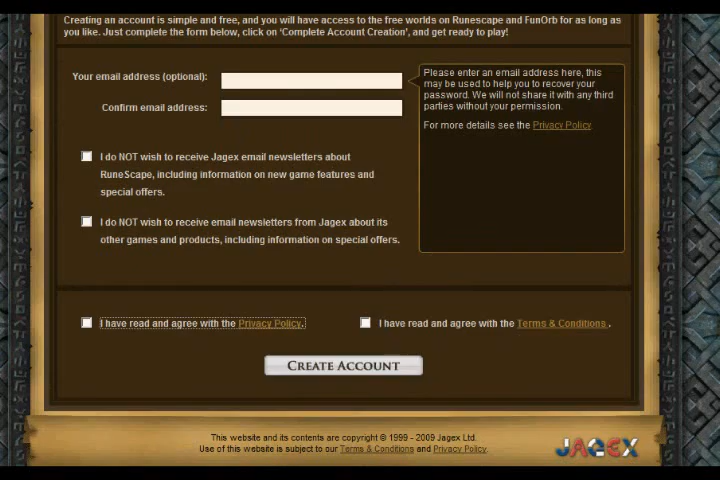 Creating an account is simple and free, and you will have access to the free worlds on Runescape and FunOrb for as long as
you like. Just complete the form below, click on 'Complete Account Creation', and get ready to play!
Your email address (optional):
Confirm email address:
Please enter an email address here, this
may be used to help you to recover your
password. We will not share it with any third
parties without your permission.
For more details see the Privacy Policy.
I do NOT wish to receive Jagex email newsletters about
RuneScape, including information on new game features and
special offers.
I do NOT wish to receive email newsletters from Jagex about its
other games and products, including information on special offers.
I have read and agree with the Privacy Policy.
I have read and agree with the Terms & Conditions .
CREATE ACCOUNT
This website and its contents are copyright © 1999 - 2009 Jagex Ltd.
Use of this website is subject to our Terms & Conditions and Privacy Policy.
JAGEX